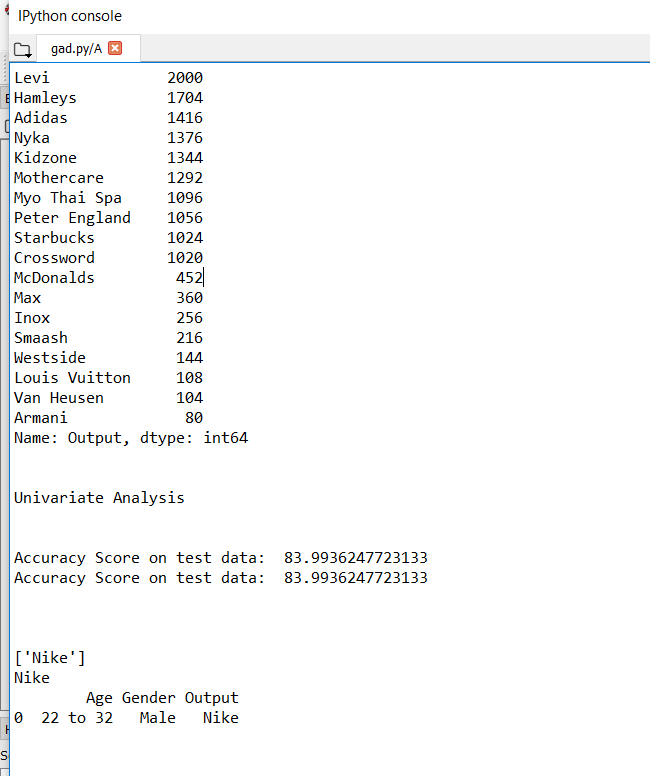 IPython console
gad.py/A
Levi 2000
Hamleys 1704
Adidas 1416
Nyka 1376
Kidzone 1344
Mothercare 1292
Myo Thai Spa 1096
Peter England 1056
Starbucks 1024
Crossword 1020
McDonalds 452
Max 360
Inox 256
Smaash 216
Westside 144
Louis Vuitton 108
Van Heusen 104
Armani 80
Name: Output, dtype: int64
Univariate Analysis
Accuracy Score on test data: 83.9936247723133
Accuracy Score on test data: 83.9936247723133
['Nike']
Nike
Age Gender Output
0 22 to 32 Male Nike